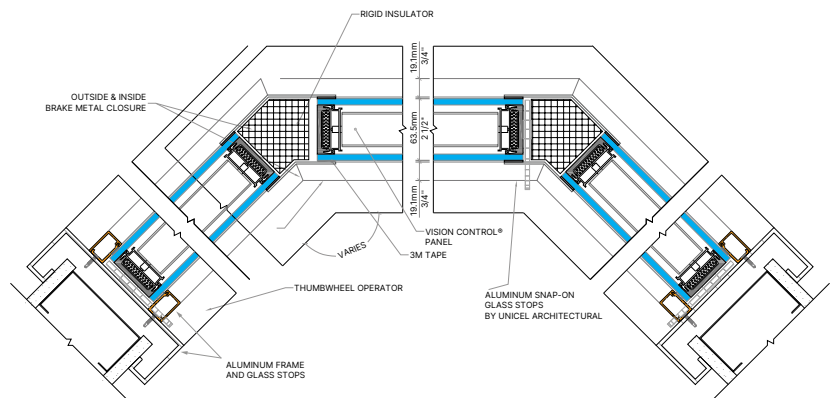 RIGID INSULATOR
OUTSIDE & INSIDE
BRAKE METAL CLOSURE
19.1mm
3/4"
63.5mm
2 1/2"
19.1mm
3/4"
VISION CONTROL®
PANEL
VARIES
3M TAPE
THUMBWHEEL OPERATOR
ALUMINUM SNAP-ON
GLASS STOPS
BY UNICEL ARCHITECTURAL
ALUMINUM FRAME
AND GLASS STOPS